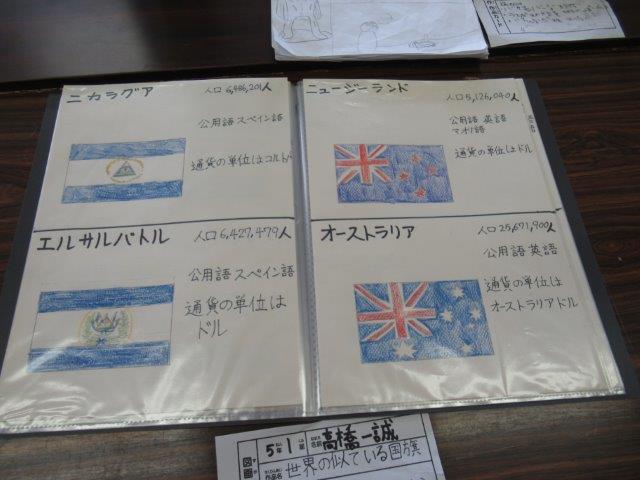 ニカラグア 人口 6,486,201人
公用語 スペイン語
通貨の単位はコルドバ
ニュージーランド
人口 5,126,040人
公用語 英語
マオリ語
通貨の単位はドル
エルサルバトル 人口 6,427,479人
公用語 スペイン語
通貨の単位は
ドル
オーストラリア 人口 25,671,900人
公用語 英語
通貨の単位は
オーストラリアドル
5年1組 名前 高橋 一誠
作品名 世界の似ている国旗